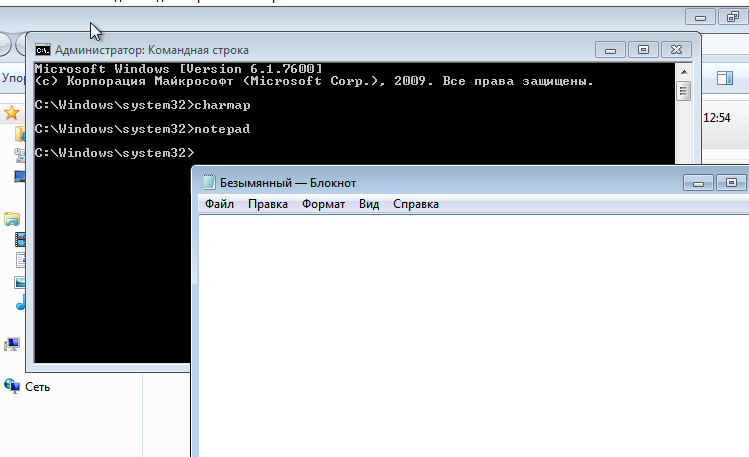 Администратор: Командная строка
Microsoft Windows [Version 6.1.7600]
(c) Корпорация Майкрософт (Microsoft Corp.), 2009. Все права защищены.
C:\Windows\system32>charmap
C:\Windows\system32>notepad
C:\Windows\system32>
Упор
12:54
Безымянный — Блокнот
Файл Правка Формат Вид Справка
Сеть